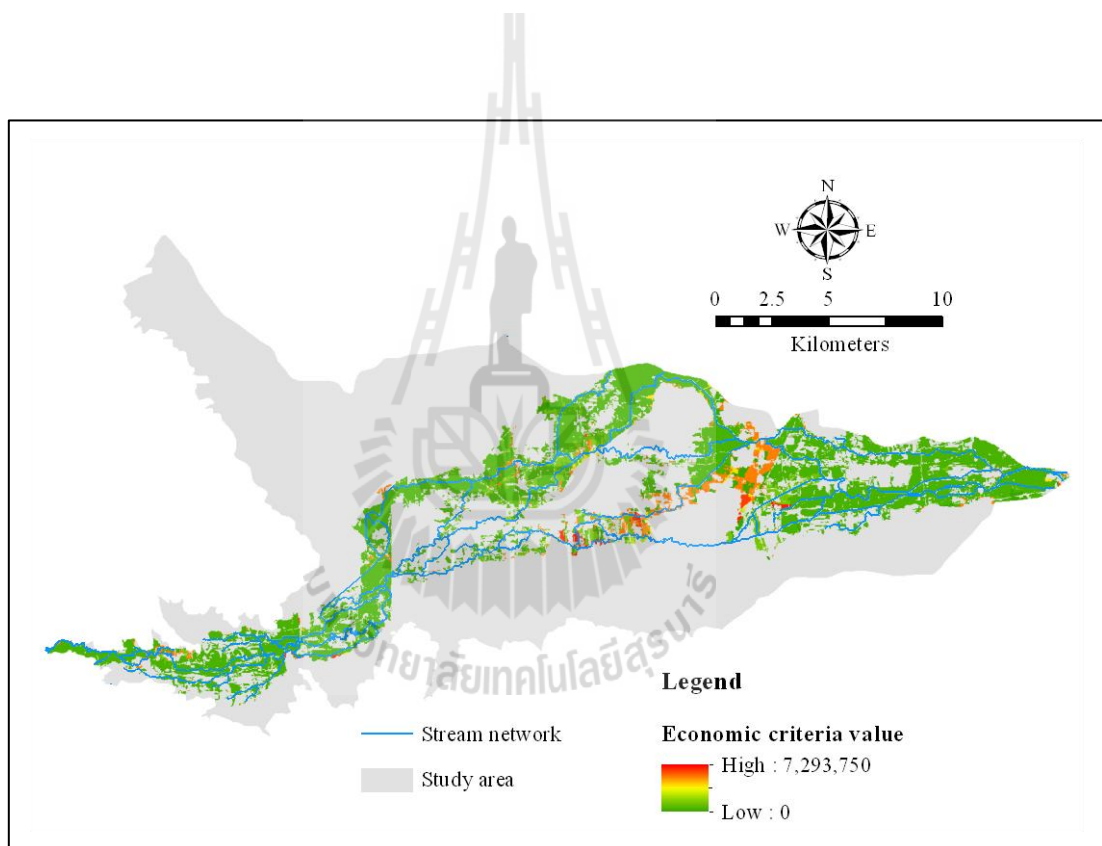 N
W E
S
0 2.5 5 10
Kilometers
มหาวิทยาลัยเทคโนโลยีสุรนารี
Legend
Stream network
Study area
Economic criteria value
High : 7,293,750
Low : 0